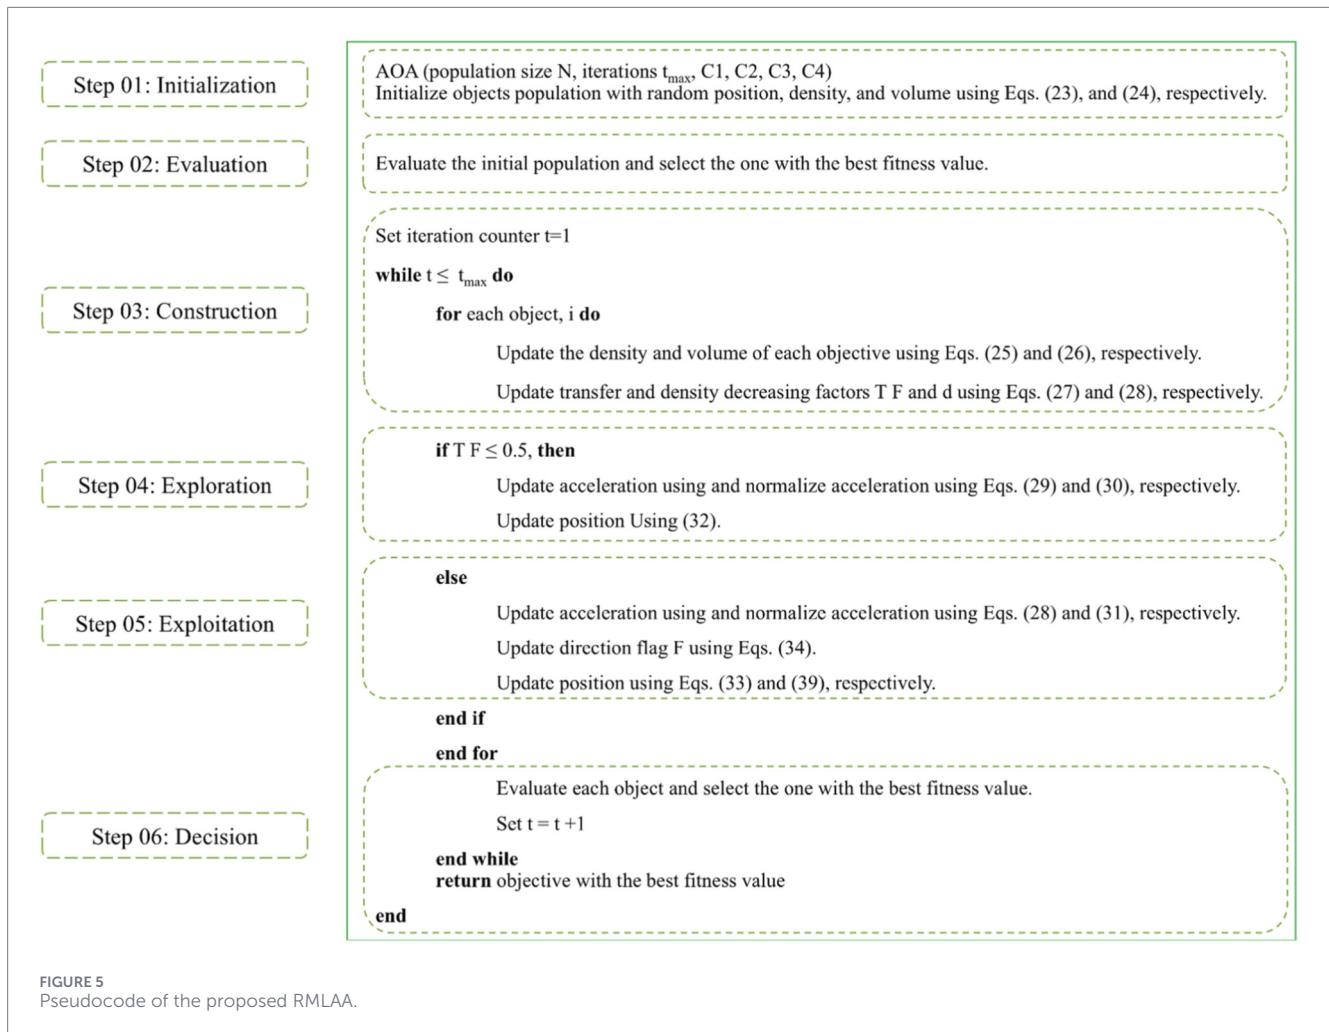 Step 01: Initialization
AOA (population size N, iterations tmax, C1, C2, C3, C4)
Initialize objects population with random position, density, and volume using Eqs. (23), and (24), respectively.
Step 02: Evaluation
Evaluate the initial population and select the one with the best fitness value.
Step 03: Construction
Set iteration counter t=1
while t ≤ tmax do
for each object, i do
Update the density and volume of each objective using Eqs. (25) and (26), respectively.
Update transfer and density decreasing factors T F and d using Eqs. (27) and (28), respectively.
Step 04: Exploration
if T F ≤ 0.5, then
Update acceleration using and normalize acceleration using Eqs. (29) and (30), respectively.
Update position Using (32).
Step 05: Exploitation
else
Update acceleration using and normalize acceleration using Eqs. (28) and (31), respectively.
Update direction flag F using Eqs. (34).
Update position using Eqs. (33) and (39), respectively.
end if
end for
Step 06: Decision
Evaluate each object and select the one with the best fitness value.
Set t = t +1
end while
return objective with the best fitness value
end
FIGURE 5
Pseudocode of the proposed RMLAA.